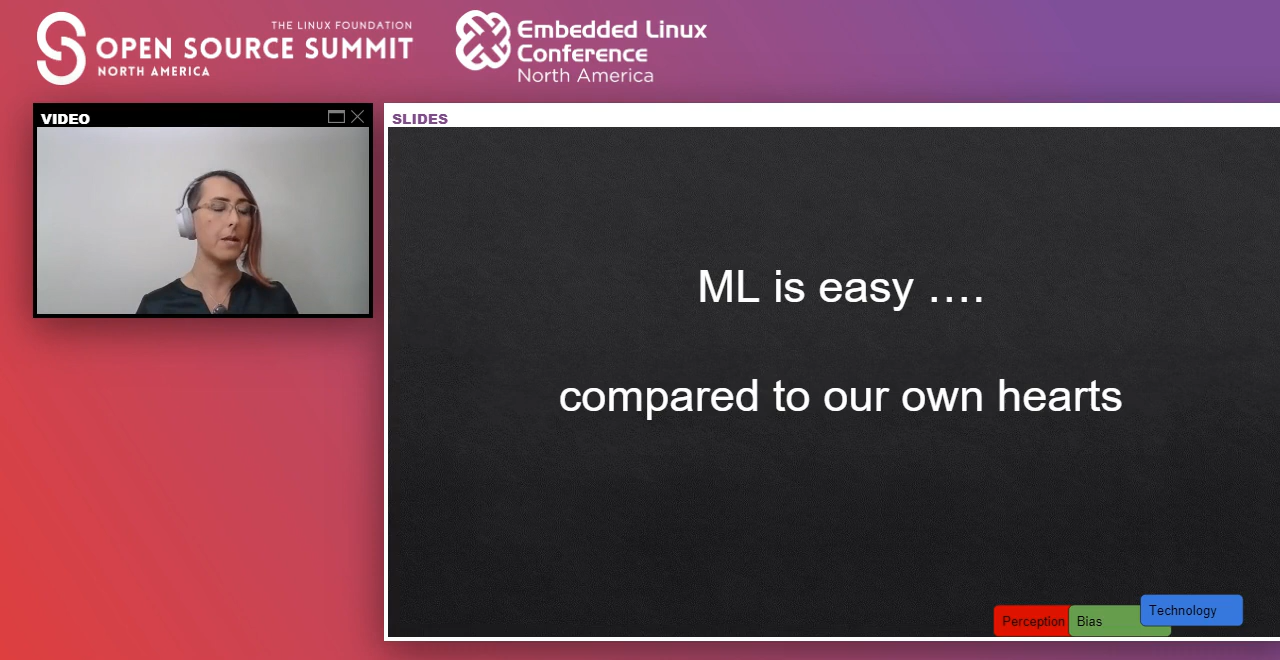 THE LINUX FOUNDATION
OPEN SOURCE SUMMIT
NORTH AMERICA
Embedded Linux
Conference
North America
VIDEO
SLIDES
ML is easy ....
compared to our own hearts
Perception
Bias
Technology